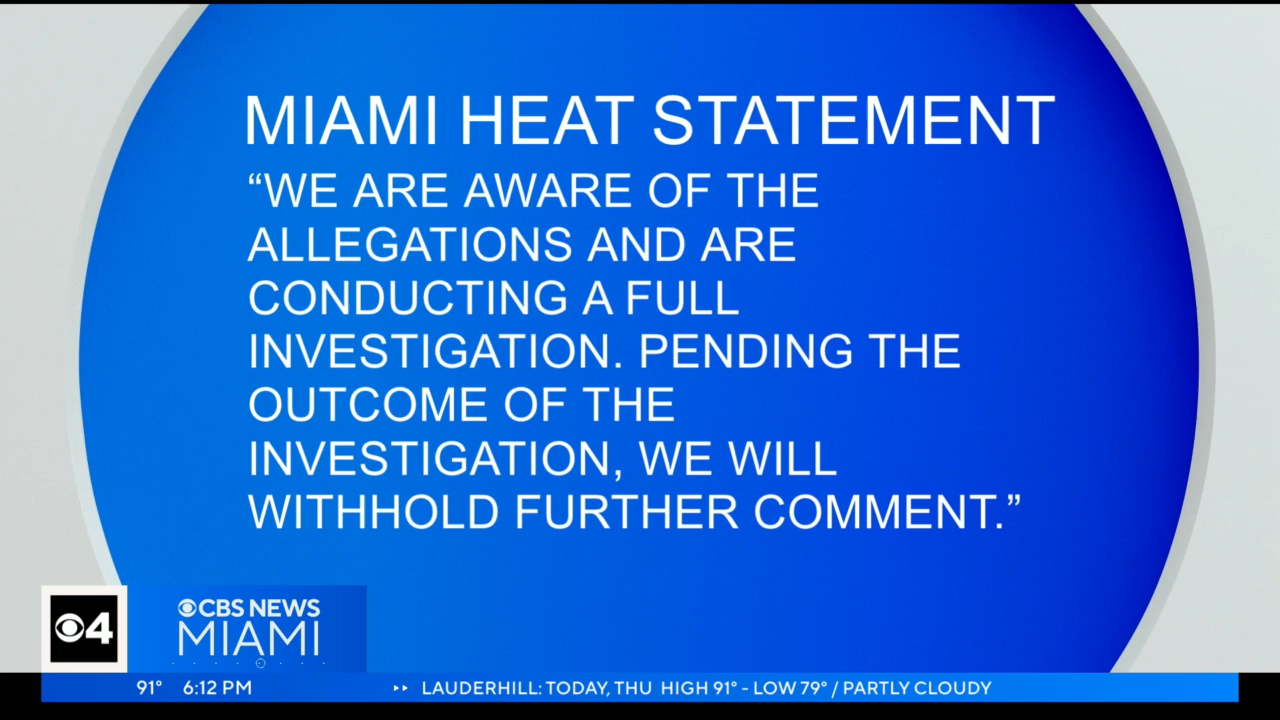 MIAMI HEAT STATEMENT
“WE ARE AWARE OF THE
ALLEGATIONS AND ARE
CONDUCTING A FULL
INVESTIGATION. PENDING THE
OUTCOME OF THE
INVESTIGATION, WE WILL
WITHHOLD FURTHER COMMENT.”
4
CBS NEWS
MIAMI
91° 6:12 PM LAUDERHILL: TODAY, THU HIGH 91° - LOW 79° / PARTLY CLOUDY